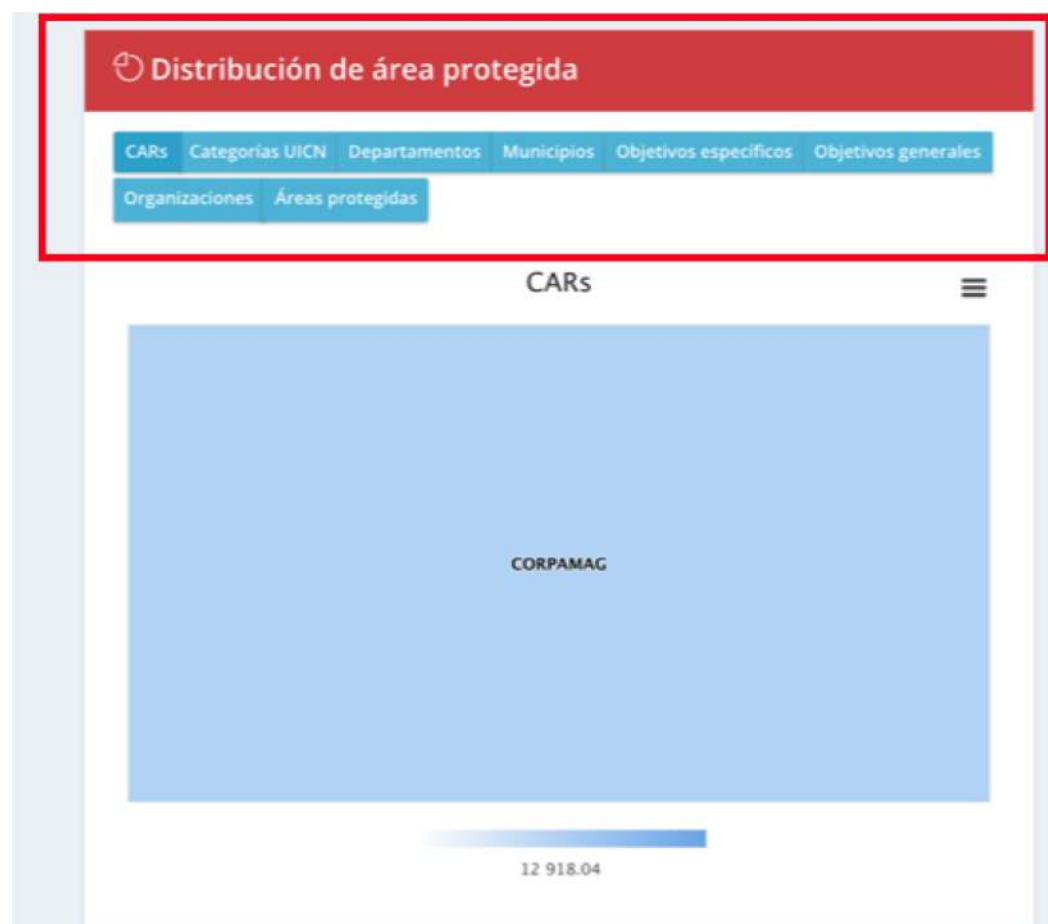 Distribución de área protegida
CARs Categorías UICN Departamentos Municipios Objetivos específicos Objetivos generales
Organizaciones Áreas protegidas
CARs
CORPAMAG
12 918.04